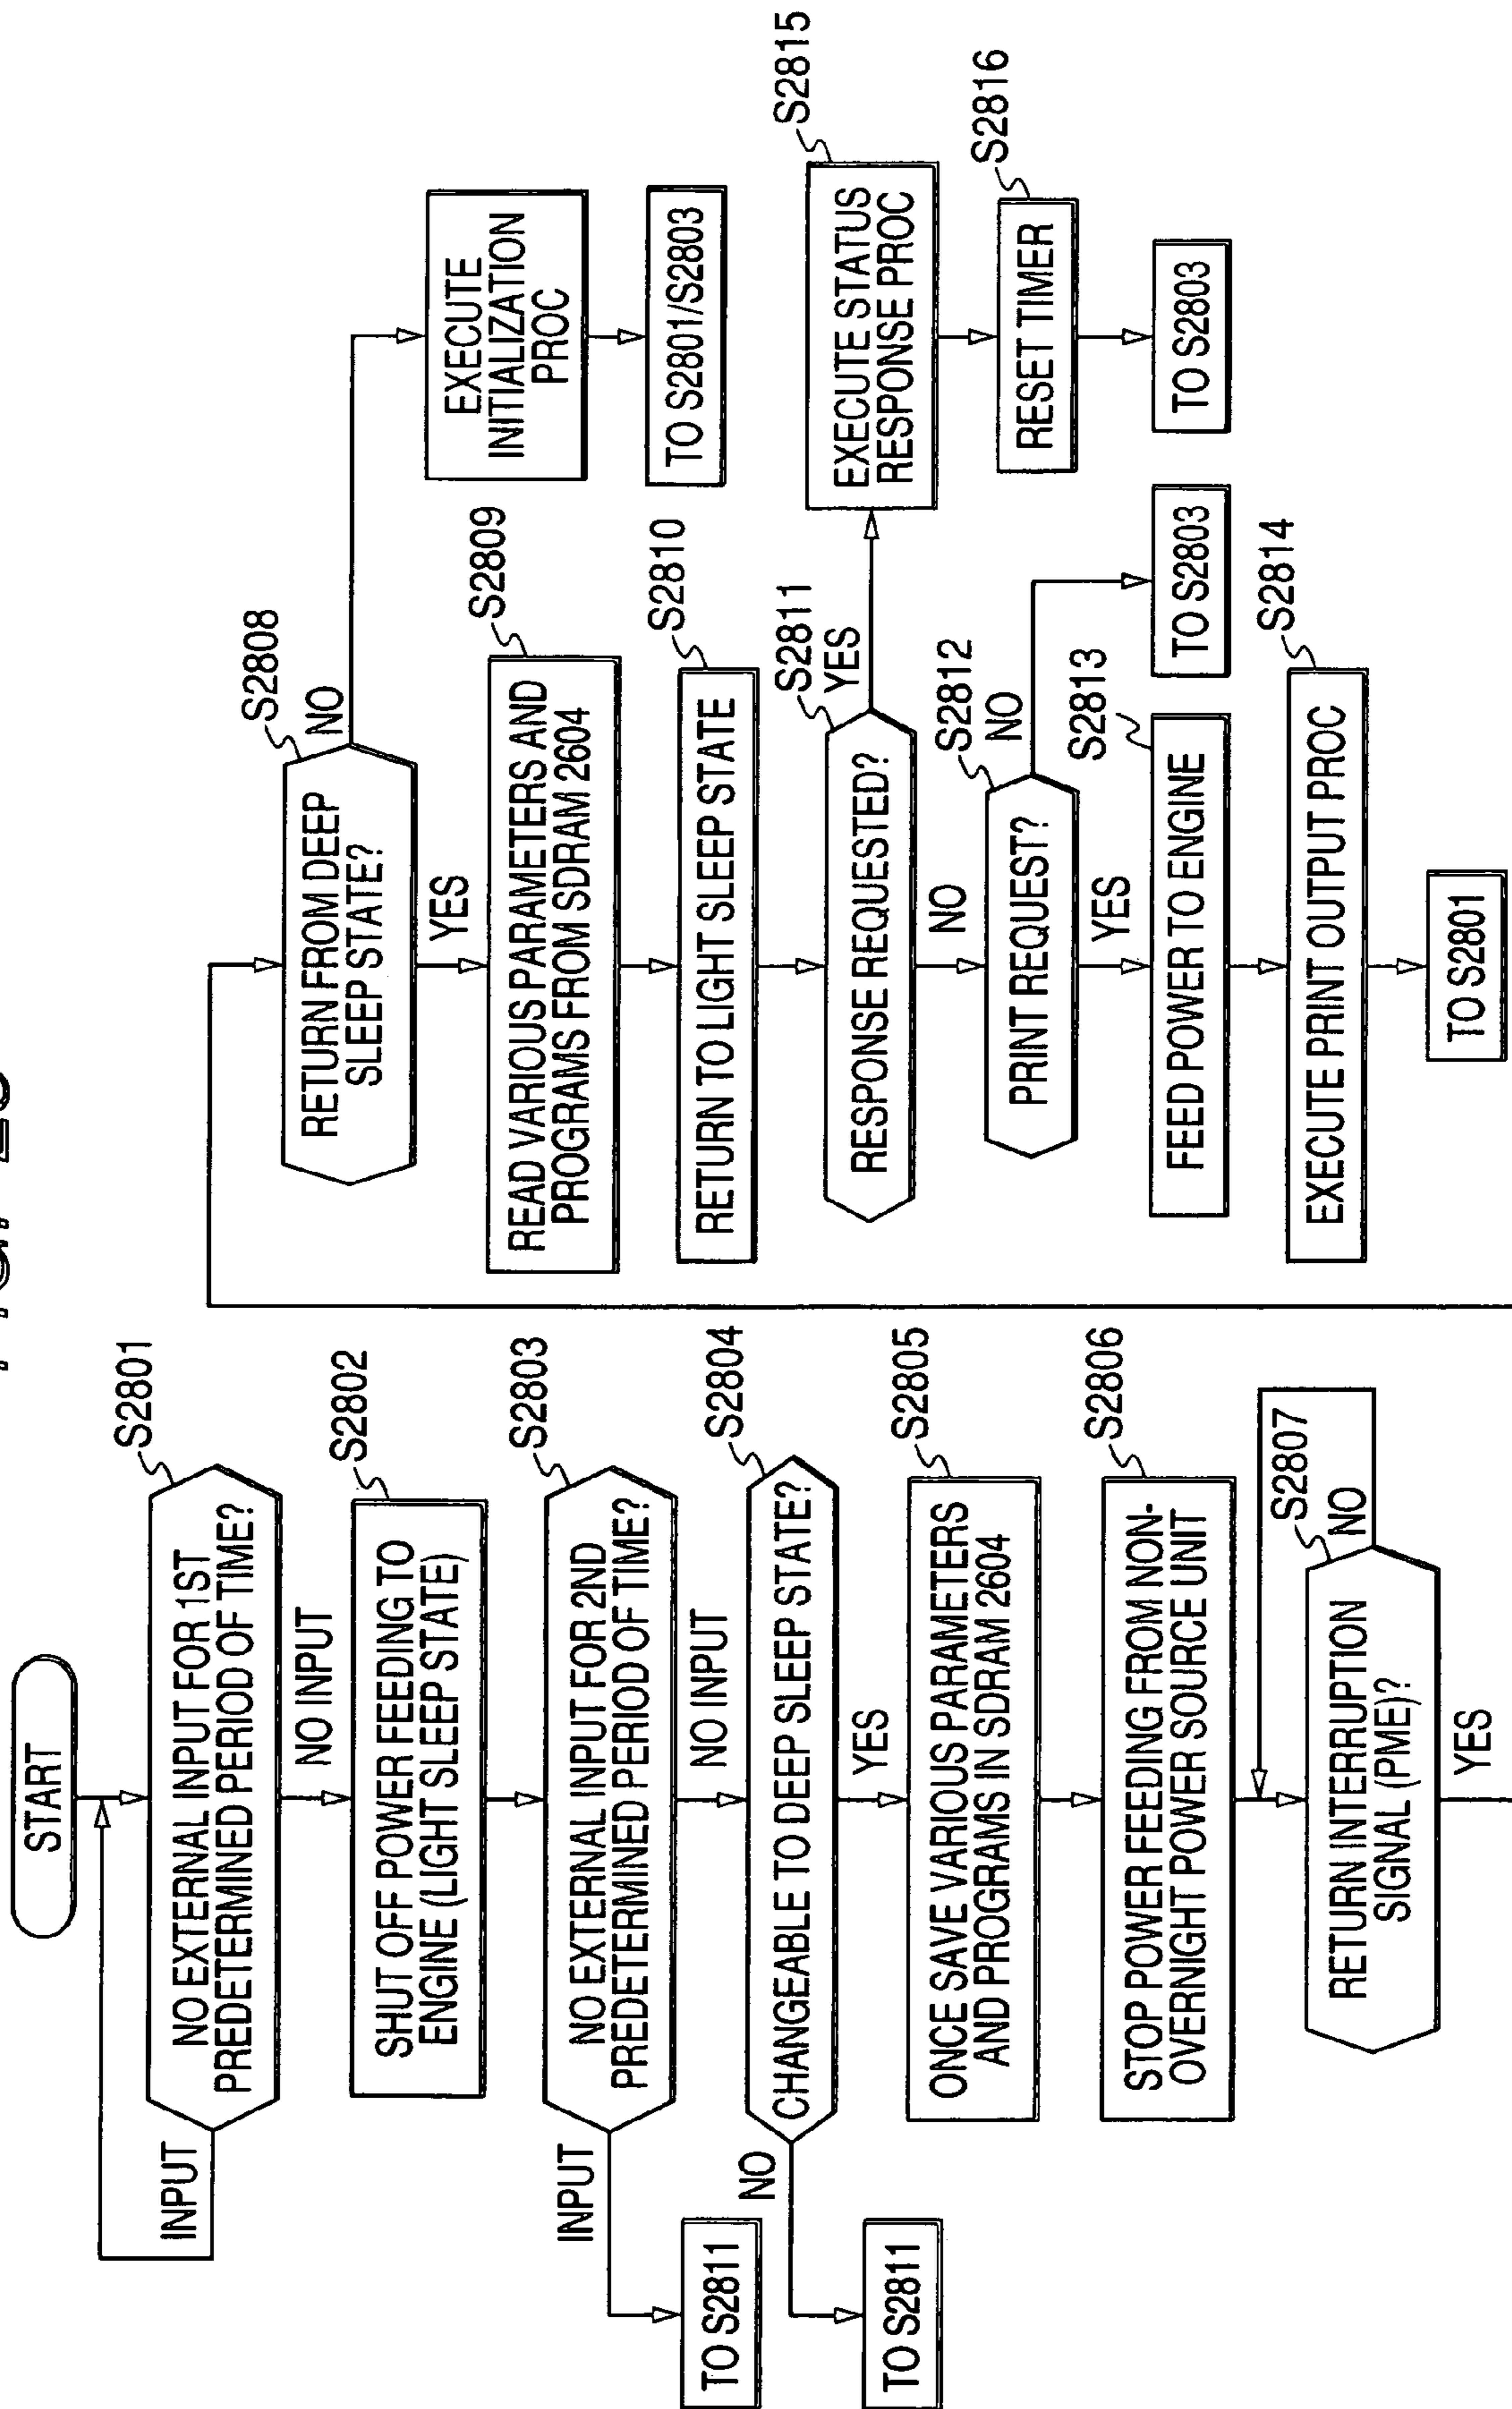 START
S2801
NO EXTERNAL INPUT FOR 1ST
PREDETERMINED PERIOD OF TIME?
INPUT
NO INPUT
S2802
SHUT OFF POWER FEEDING TO
ENGINE (LIGHT SLEEP STATE)
S2803
NO EXTERNAL INPUT FOR 2ND
PREDETERMINED PERIOD OF TIME?
INPUT
NO INPUT
TO S2811
S2804
CHANGEABLE TO DEEP SLEEP STATE?
NO
YES
TO S2811
S2805
ONCE SAVE VARIOUS PARAMETERS
AND PROGRAMS IN SDRAM 2604
S2806
STOP POWER FEEDING FROM NON-
OVERNIGHT POWER SOURCE UNIT
S2807
RETURN INTERRUPTION
SIGNAL (PME)?
NO
YES
S2808
RETURN FROM DEEP
SLEEP STATE?
NO
YES
EXECUTE
INITIALIZATION
PROC
TO S2801/S2803
S2809
READ VARIOUS PARAMETERS AND
PROGRAMS FROM SDRAM 2604
S2810
RETURN TO LIGHT SLEEP STATE
S2811
RESPONSE REQUESTED?
YES
NO
S2815
EXECUTE STATUS
RESPONSE PROC
S2816
RESET TIMER
TO S2803
S2812
PRINT REQUEST?
NO
YES
TO S2803
S2813
FEED POWER TO ENGINE
S2814
EXECUTE PRINT OUTPUT PROC
TO S2801